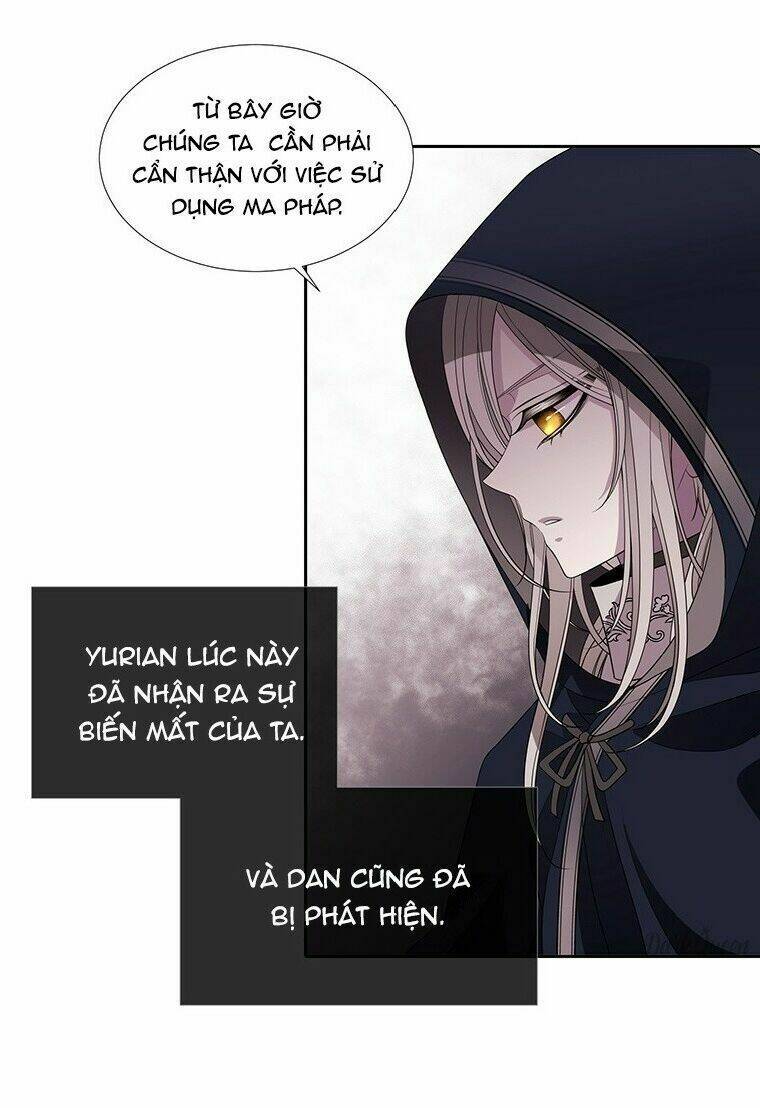 TỪ BÂY GIỜ
CHÚNG TA CẦN PHẢI
CẨN THẬN VỚI VIỆC SỬ
DỤNG MA PHÁP.
YURIAN LÚC NÀY
ĐÃ NHẬN RA SỰ
BIẾN MẤT CỦA TA.
VÀ DAN CŨNG ĐÃ
BỊ PHÁT HIỆN.